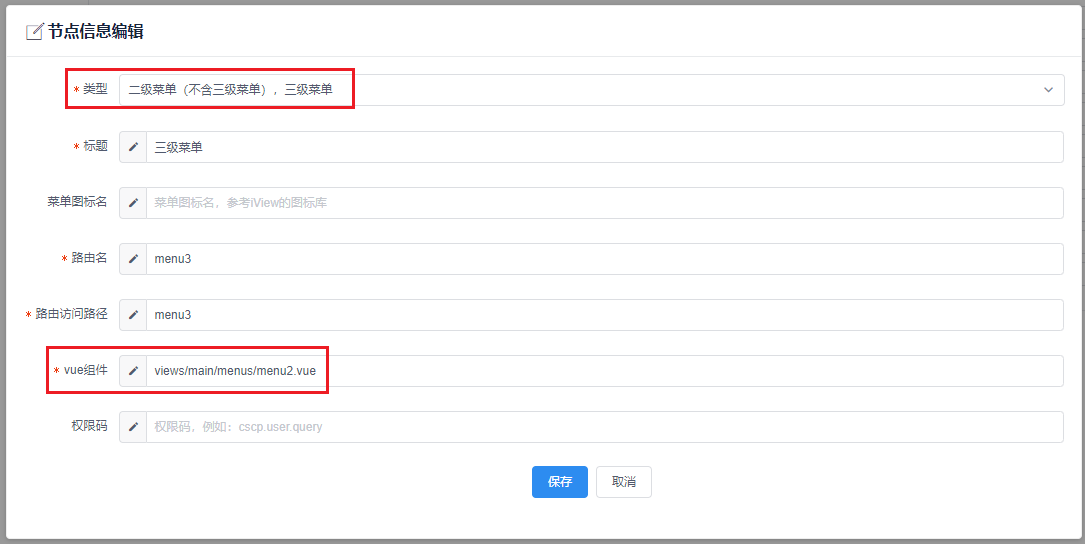 节点信息编辑
* 类型 二级菜单（不含三级菜单），三级菜单
* 标题 三级菜单
菜单图标名 菜单图标名，参考iView的图标库
* 路由名 menu3
* 路由访问路径 menu3
* vue组件 views/main/menus/menu2.vue
权限码 权限码，例如：cscp.user.query
保存 取消